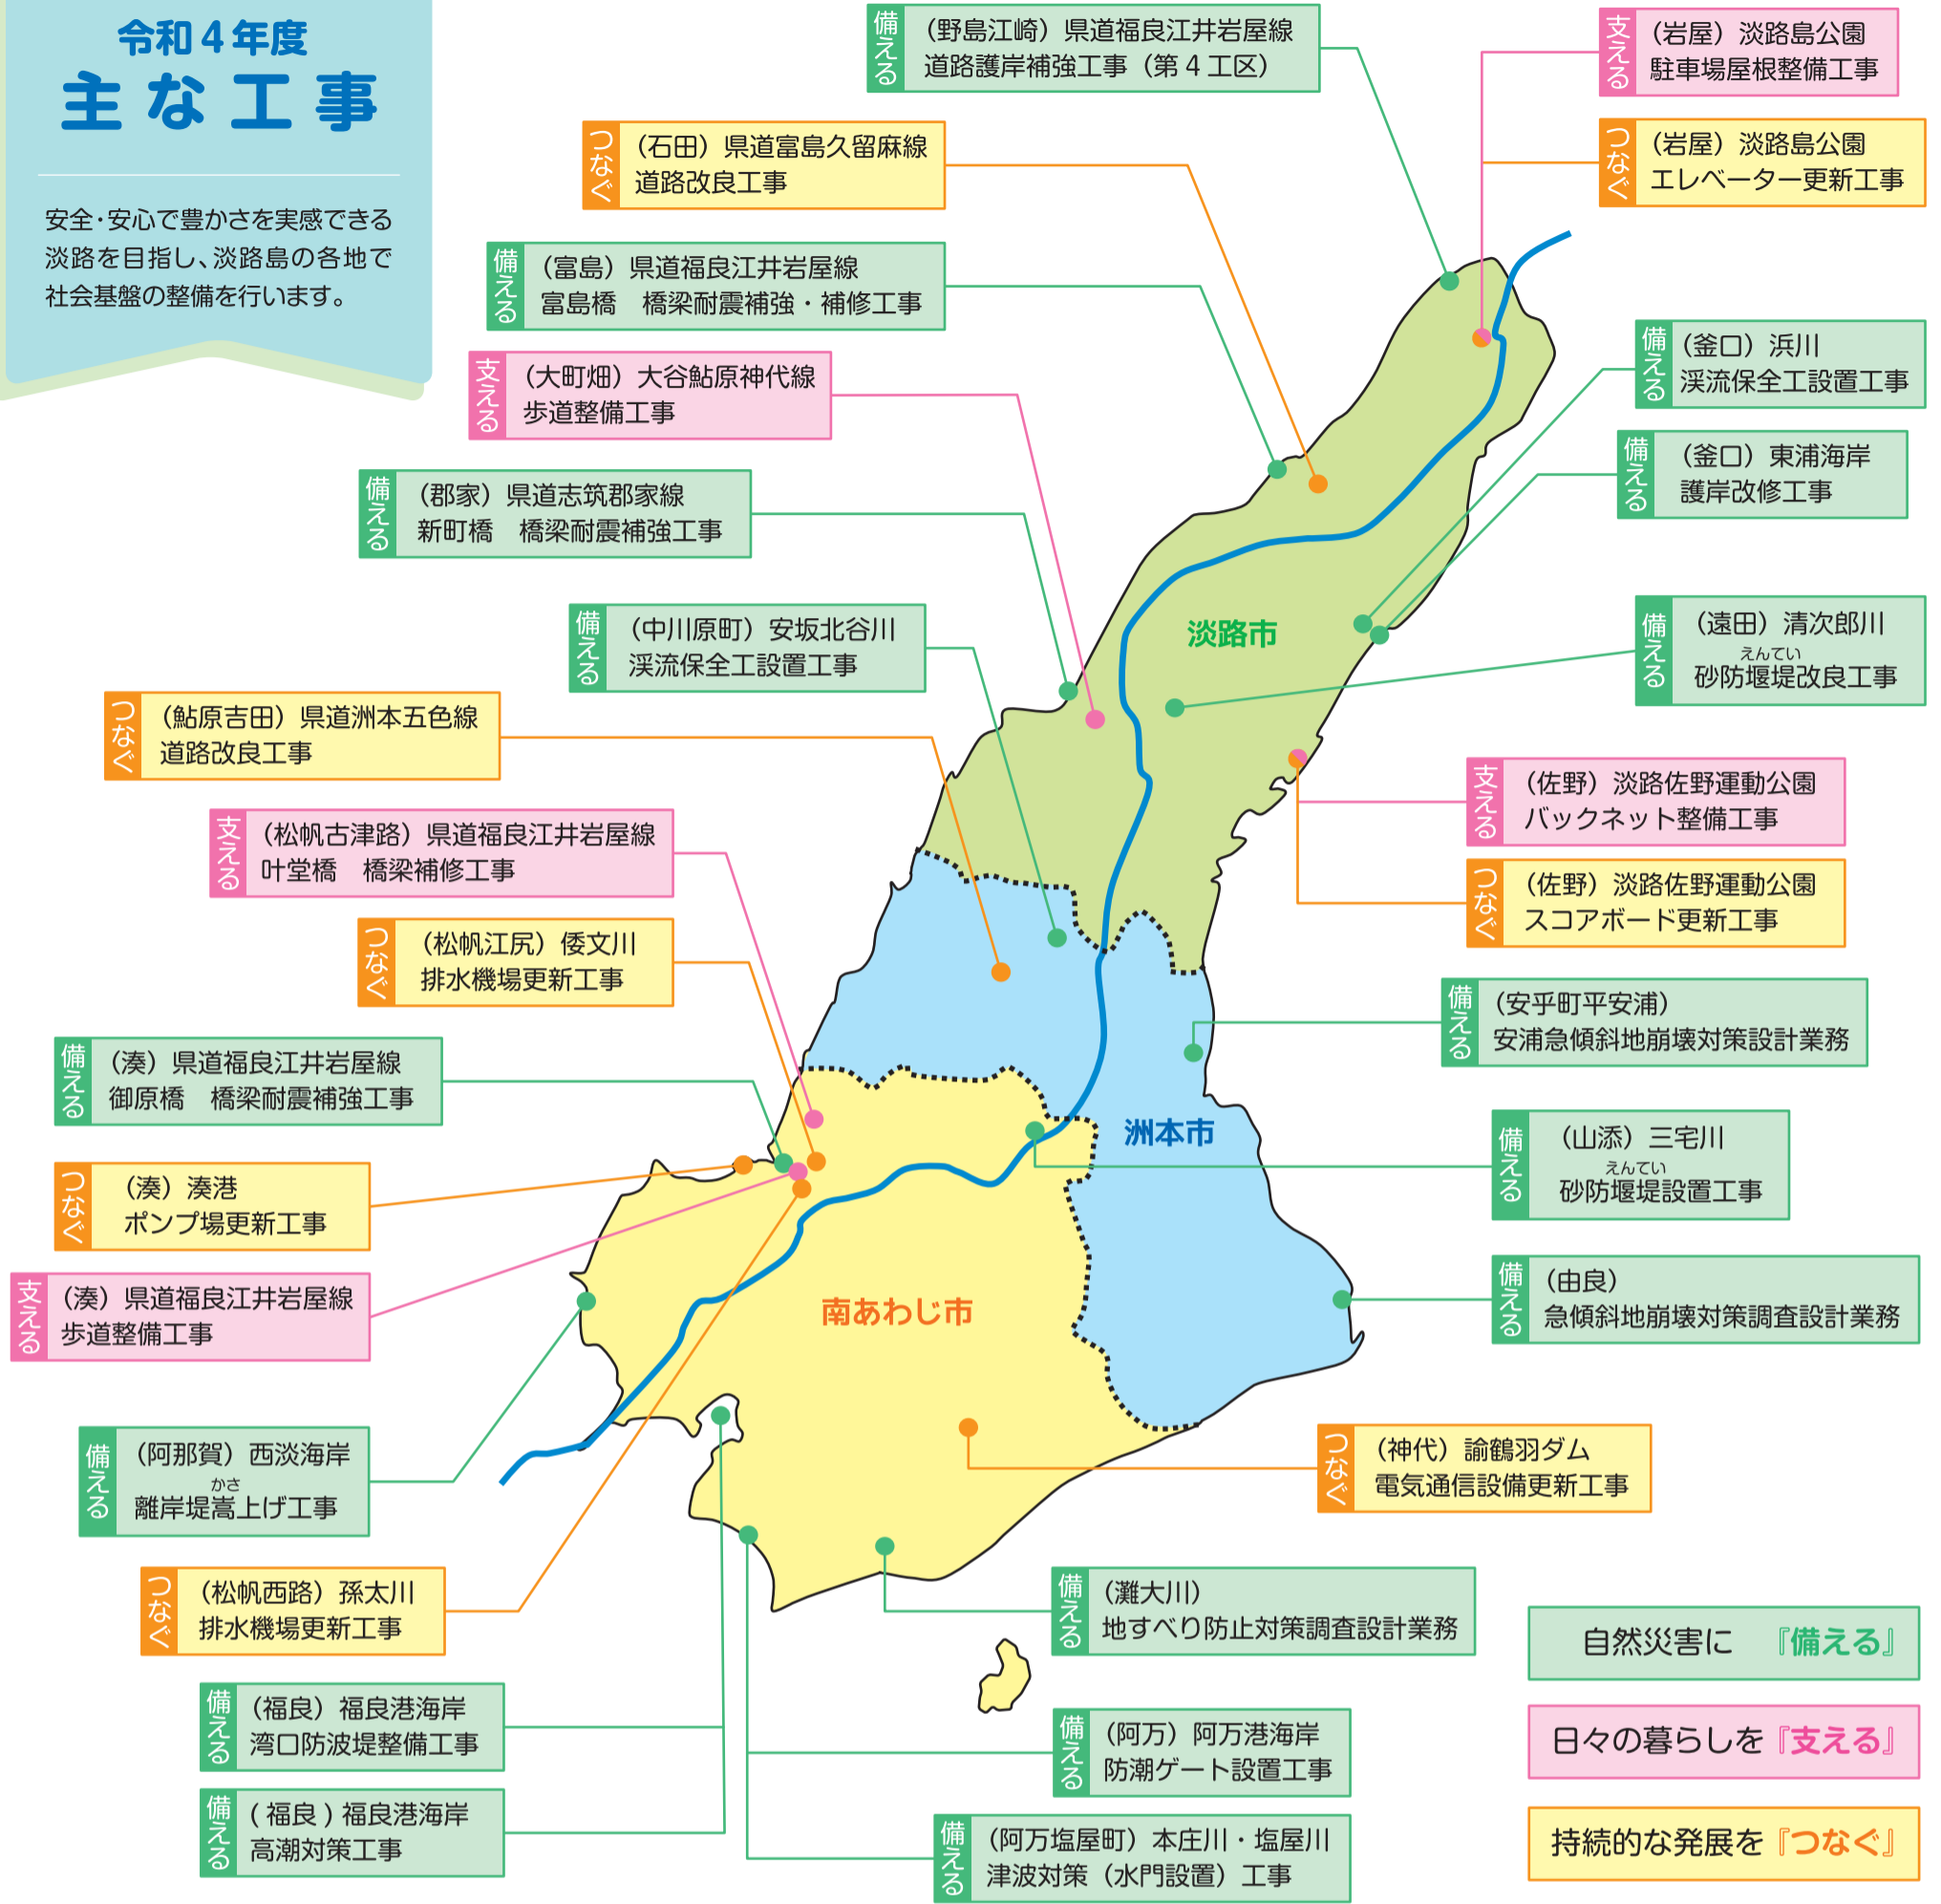 令和4年度
主な工事
安全・安心で豊かさを実感できる
淡路を目指し、淡路島の各地で
社会基盤の整備を行います。
備える
（野島江崎）県道福良江井岩屋線
道路護岸補強工事（第4工区）
つなぐ
（石田）県道富島久留麻線
道路改良工事
備える
（富島）県道福良江井岩屋線
富島橋　橋梁耐震補強・補修工事
支える
（大町畑）大谷鮎原神代線
歩道整備工事
備える
（郡家）県道志筑郡家線
新町橋　橋梁耐震補強工事
備える
（中川原町）安坂北谷川
渓流保全工設置工事
つなぐ
（鮎原吉田）県道洲本五色線
道路改良工事
支える
（松帆古津路）県道福良江井岩屋線
叶堂橋　橋梁補修工事
つなぐ
（松帆江尻）倭文川
排水機場更新工事
備える
（湊）県道福良江井岩屋線
御原橋　橋梁耐震補強工事
つなぐ
（湊）湊港
ポンプ場更新工事
支える
（湊）県道福良江井岩屋線
歩道整備工事
備える
（阿那賀）西淡海岸
かさ
離岸堤嵩上げ工事
つなぐ
（松帆西路）孫太川
排水機場更新工事
備える
（福良）福良港海岸
湾口防波堤整備工事
備える
(福良)福良港海岸
高潮対策工事
支える
（岩屋）淡路島公園
駐車場屋根整備工事
つなぐ
（岩屋）淡路島公園
エレベーター更新工事
備える
（釜口）浜川
渓流保全工設置工事
備える
（釜口）東浦海岸
護岸改修工事
備える
（遠田）清次郎川
えんてい
砂防堰堤改良工事
支える
（佐野）淡路佐野運動公園
バックネット整備工事
つなぐ
（佐野）淡路佐野運動公園
スコアボード更新工事
備える
（安乎町平安浦）
安浦急傾斜地崩壊対策設計業務
備える
（山添）三宅川
えんてい
砂防堰堤設置工事
備える
（由良）
急傾斜地崩壊対策調査設計業務
つなぐ
（神代）諭鶴羽ダム
電気通信設備更新工事
備える
（灘大川）
地すべり防止対策調査設計業務
備える
（阿万）阿万港海岸
防潮ゲート設置工事
備える
（阿万塩屋町）本庄川・塩屋川
津波対策（水門設置）工事
淡路市
洲本市
南あわじ市
自然災害に　『備える』
日々の暮らしを『支える』
持続的な発展を『つなぐ』